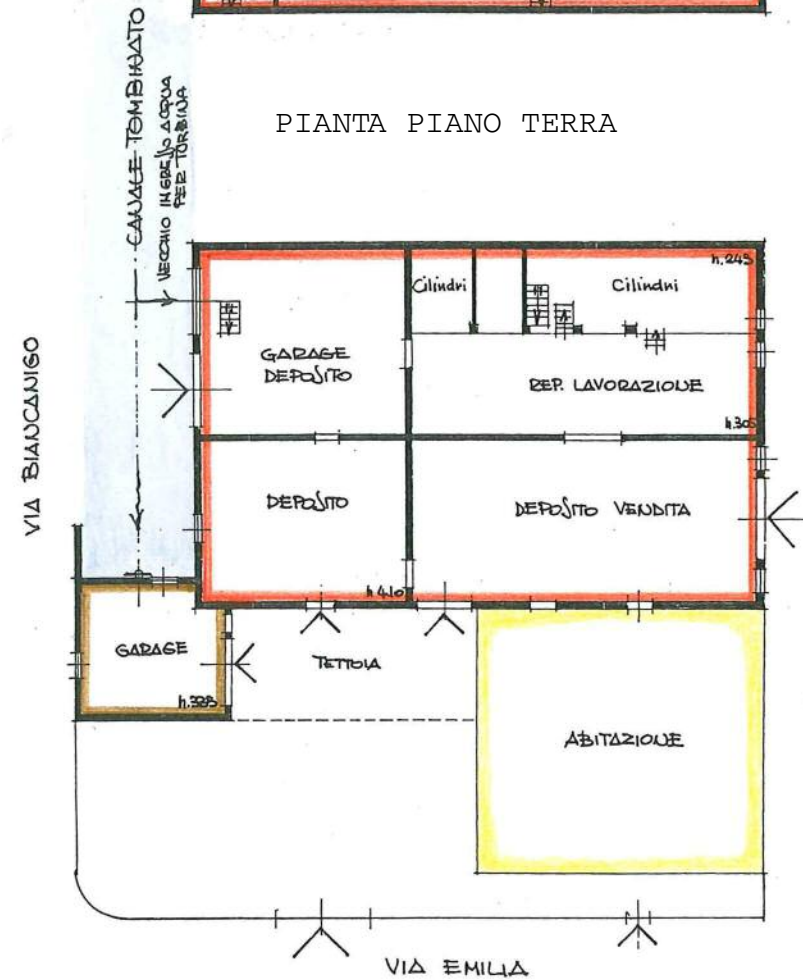 CANALE TOMBINATO
VECCHIO INGRESSO ACQUA
PER TURBINA
PIANTA PIANO TERRA
h.245
Cilindri
Cilindri
GARAGE
DEPOSITO
REP. LAVORAZIONE
h.305
VIA BIANCANIGO
DEPOSITO
DEPOSITO VENDITA
h 410
GARAGE
TETTOIA
h.325
ABITAZIONE
VIA EMILIA